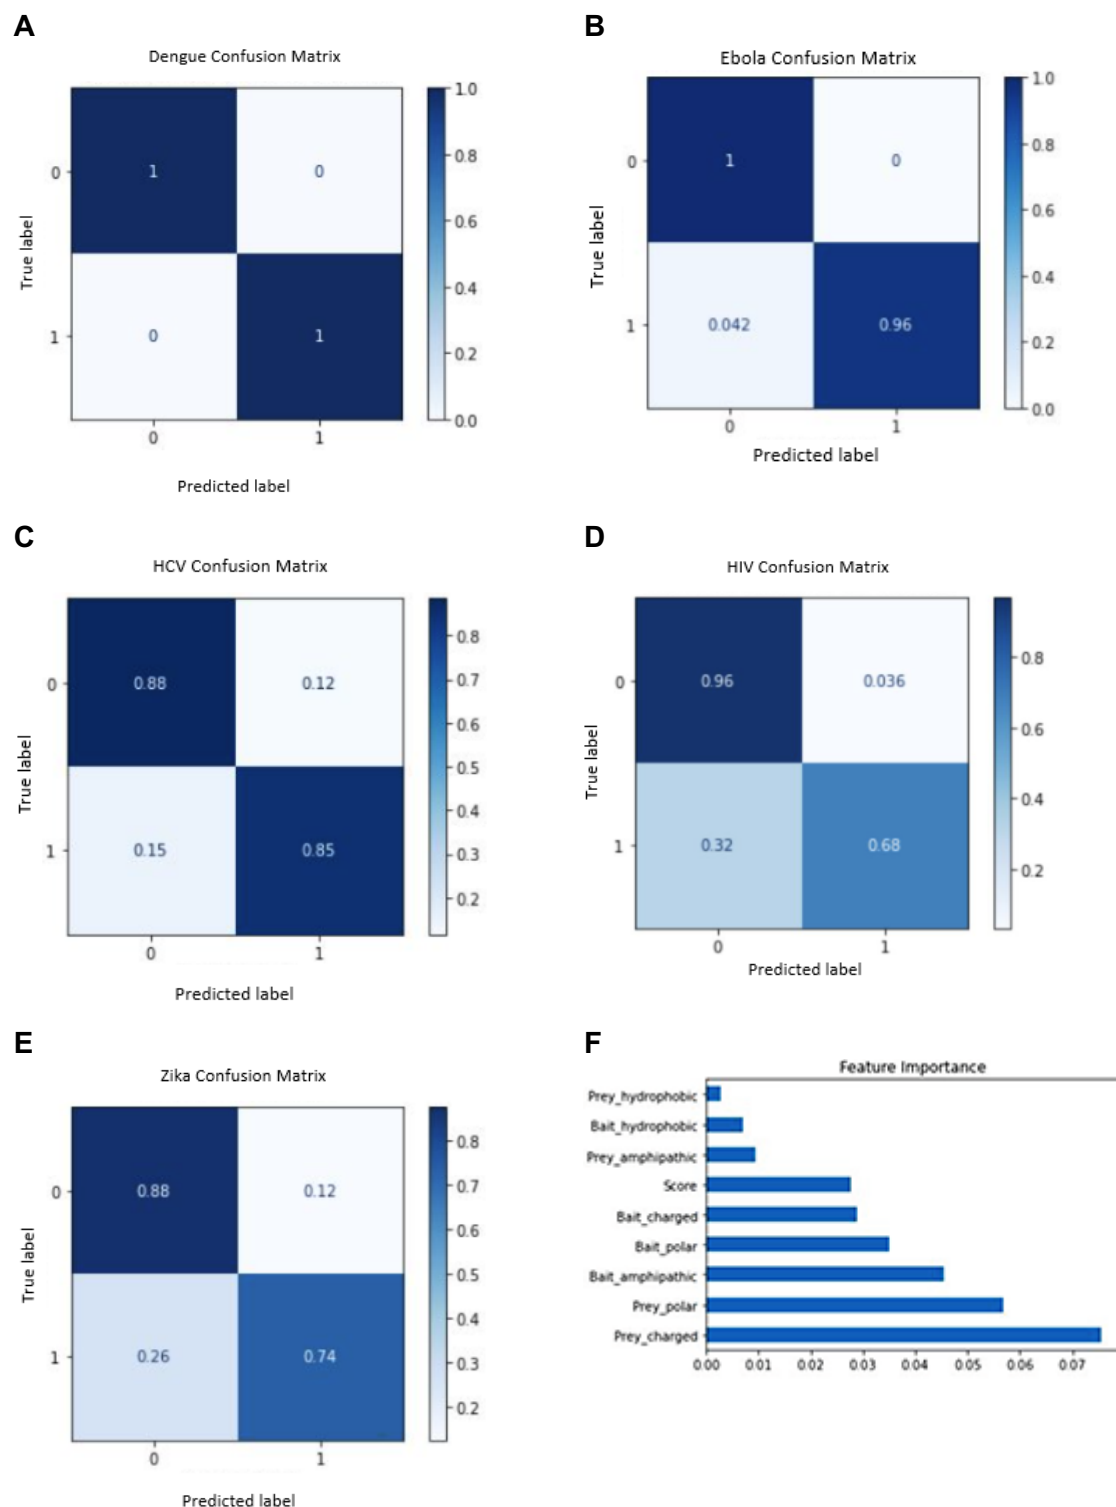 A
Dengue Confusion Matrix
1.0
0.8
0.6
0.4
0.2
0.0
True label
0
1
1
0
0
1
0
1
Predicted label
B
Ebola Confusion Matrix
1.0
0.8
0.6
0.4
0.2
0.0
True label
0
1
1
0
0.042
0.96
0
1
Predicted label
C
HCV Confusion Matrix
0.8
0.7
0.6
0.5
0.4
0.3
0.2
True label
0
1
0.88
0.12
0.15
0.85
0
1
Predicted label
D
HIV Confusion Matrix
0.8
0.6
0.4
0.2
True label
0
1
0.96
0.036
0.32
0.68
0
1
Predicted label
E
Zika Confusion Matrix
0.8
0.7
0.6
0.5
0.4
0.3
0.2
True label
0
1
0.88
0.12
0.26
0.74
0
1
Predicted label
F
Feature Importance
Prey_hydrophobic
Bait_hydrophobic
Prey_amphipathic
Score
Bait_charged
Bait_polar
Bait_amphipathic
Prey_polar
Prey_charged
0.00 0.01 0.02 0.03 0.04 0.05 0.06 0.07